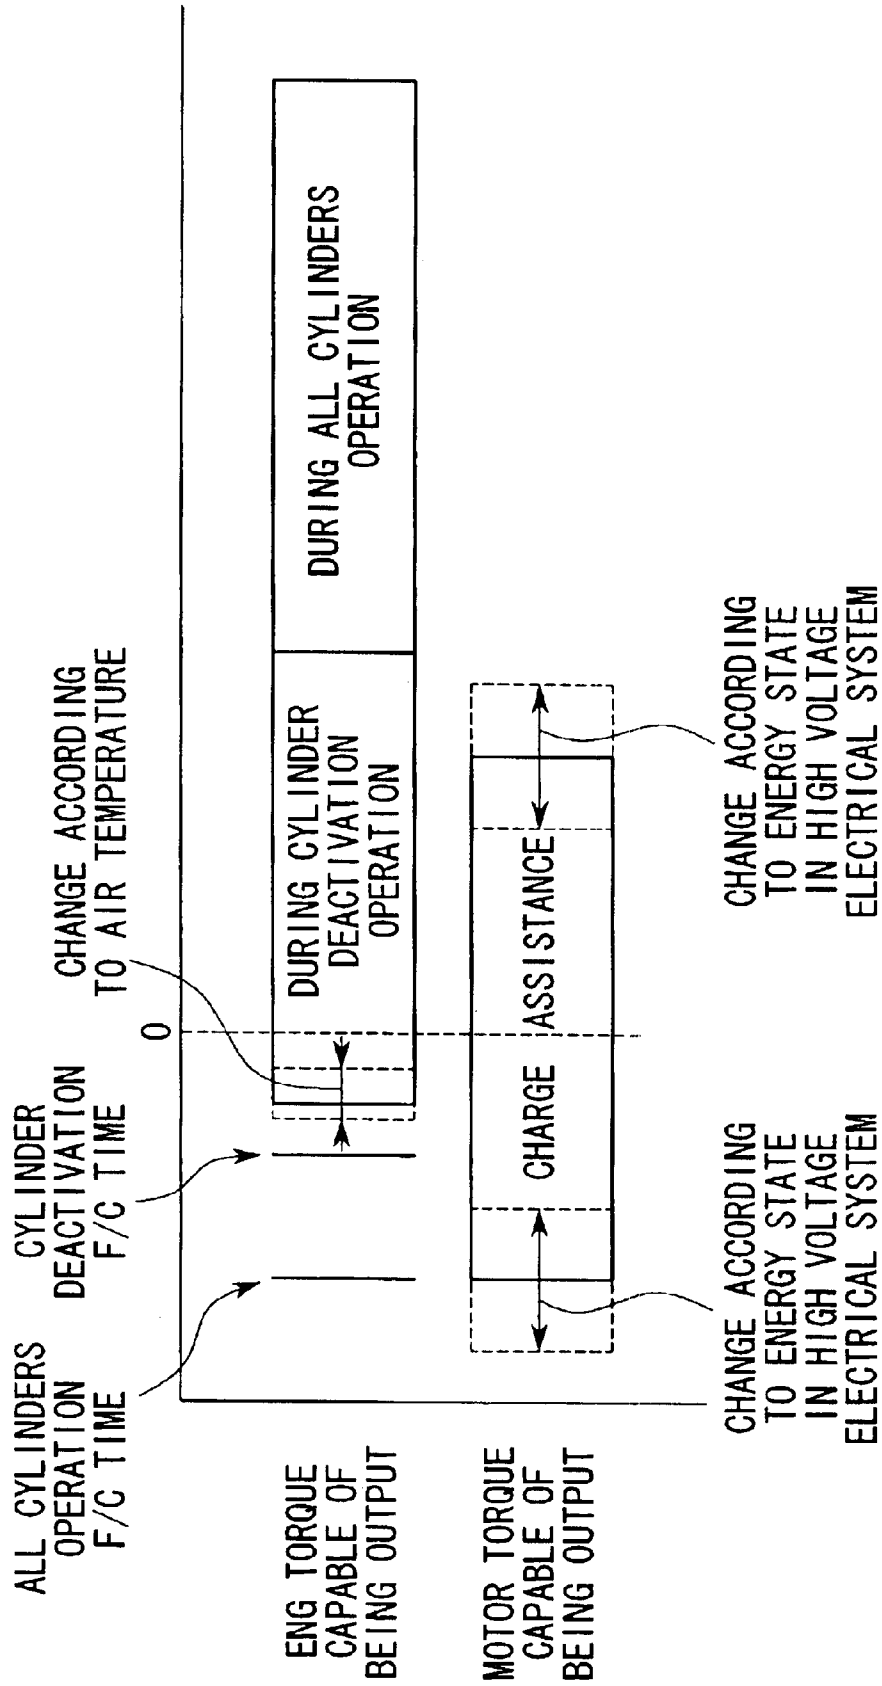 ALL CYLINDERS
OPERATION
F/C TIME
CYLINDER
DEACTIVATION
F/C TIME
0
CHANGE ACCORDING
TO AIR TEMPERATURE
ENG TORQUE
CAPABLE OF
BEING OUTPUT
DURING CYLINDER
DEACTIVATION
OPERATION
DURING ALL CYLINDERS
OPERATION
MOTOR TORQUE
CAPABLE OF
BEING OUTPUT
CHARGE
ASSISTANCE
CHANGE ACCORDING
TO ENERGY STATE
IN HIGH VOLTAGE
ELECTRICAL SYSTEM
CHANGE ACCORDING
TO ENERGY STATE
IN HIGH VOLTAGE
ELECTRICAL SYSTEM